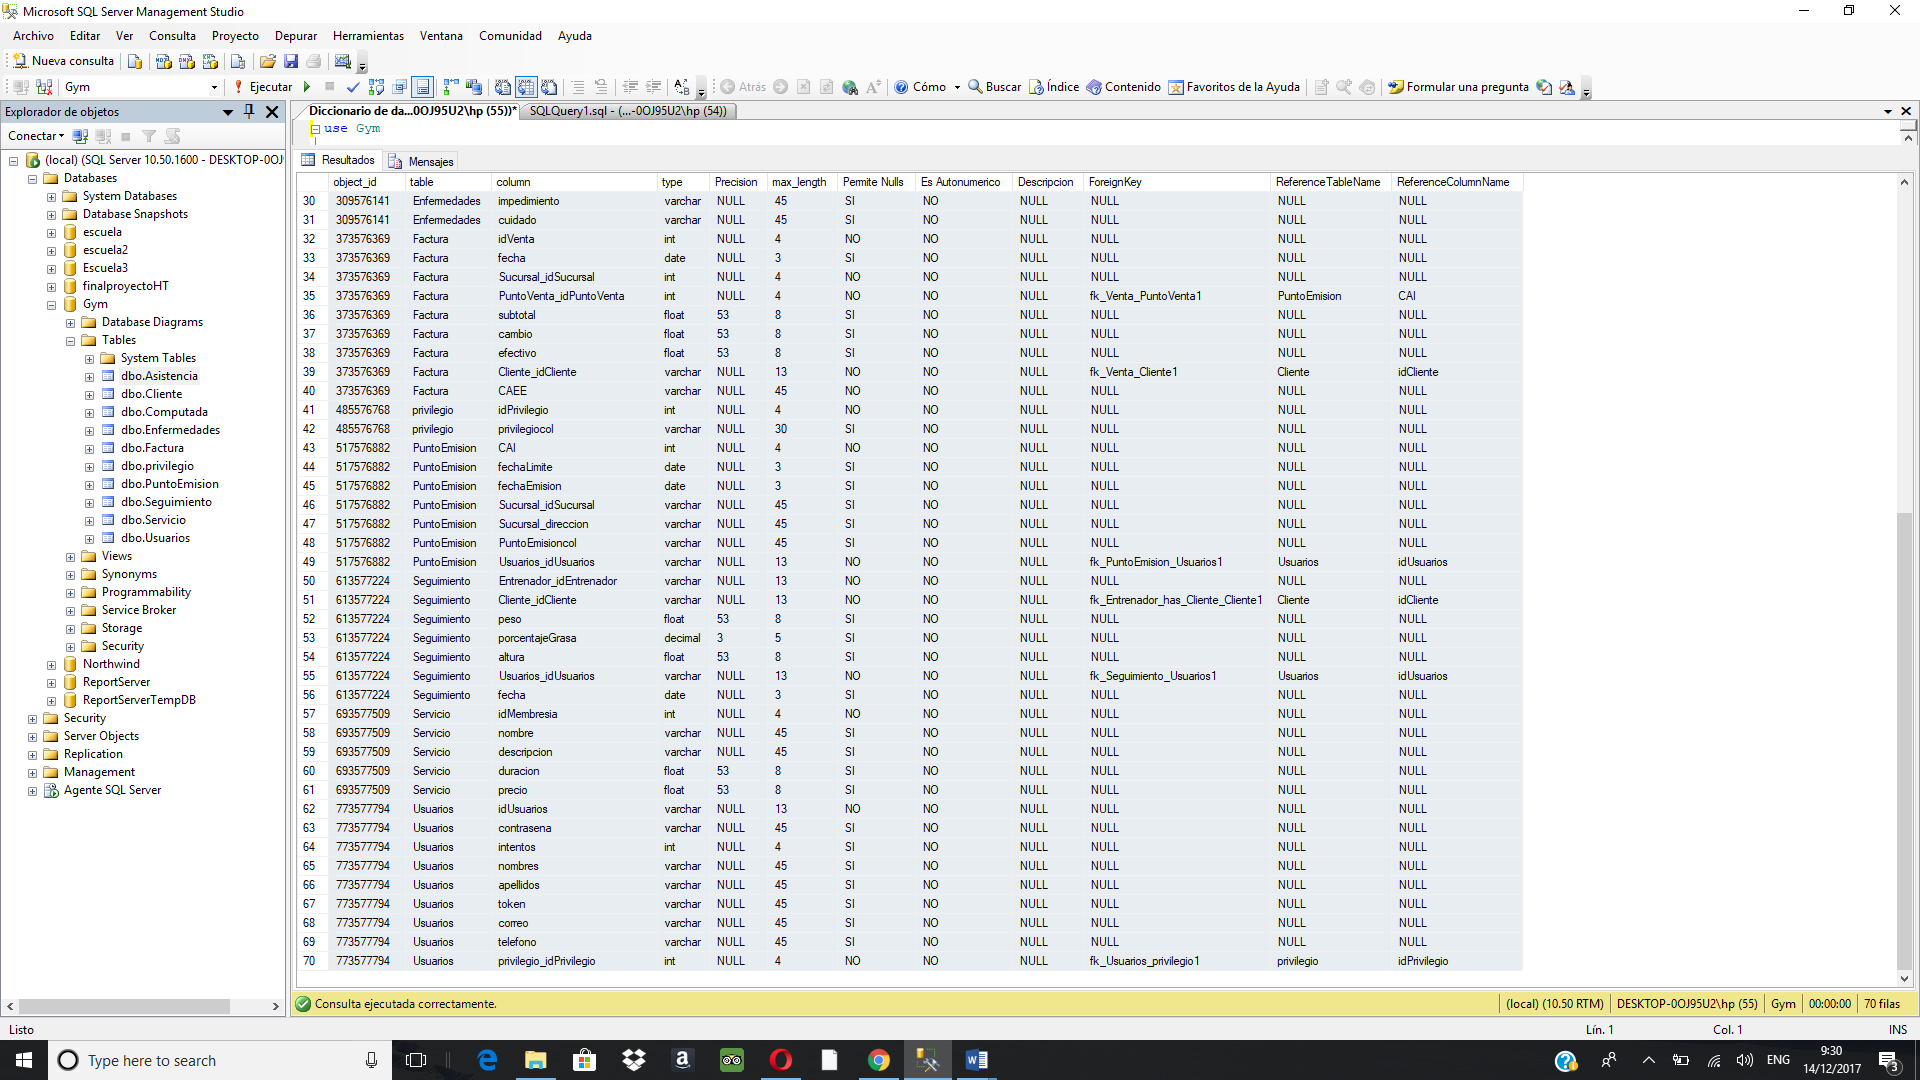 Microsoft SQL Server Management Studio
Archivo Editar Ver Consulta Proyecto Depurar Herramientas Ventana Comunidad Ayuda
Nueva consulta
Gym Ejecutar Atrás Cómo Buscar Índice Contenido Favoritos de la Ayuda Formular una pregunta
Explorador de objetos
Conectar
(local) (SQL Server 10.50.1600 - DESKTOP-0OJ
Databases
System Databases
Database Snapshots
escuela
escuela2
Escuela3
finalproyectoHT
Gym
Database Diagrams
Tables
System Tables
dbo.Asistencia
dbo.Cliente
dbo.Computada
dbo.Enfermedades
dbo.Factura
dbo.privilegio
dbo.PuntoEmision
dbo.Seguimiento
dbo.Servicio
dbo.Usuarios
Views
Synonyms
Programmability
Service Broker
Storage
Security
Northwind
ReportServer
ReportServerTempDB
Security
Server Objects
Replication
Management
Agente SQL Server
Diccionario de da...0OJ95U2\hp (55))* SQLQuery1.sql - (...-0OJ95U2\hp (54))
use Gym
Resultados Mensajes
object_id table column type Precision max_length Permite Nulls Es Autonumerico Descripcion ForeignKey ReferenceTableName ReferenceColumnName
30 309576141 Enfermedades impedimiento varchar NULL 45 SI NO NULL NULL NULL NULL
31 309576141 Enfermedades cuidado varchar NULL 45 SI NO NULL NULL NULL NULL
32 373576369 Factura idVenta int NULL 4 NO NO NULL NULL NULL NULL
33 373576369 Factura fecha date NULL 3 SI NO NULL NULL NULL NULL
34 373576369 Factura Sucursal_idSucursal int NULL 4 NO NO NULL NULL NULL NULL
35 373576369 Factura PuntoVenta_idPuntoVenta int NULL 4 NO NO NULL fk_Venta_PuntoVenta1 PuntoEmision CAI
36 373576369 Factura subtotal float 53 8 SI NO NULL NULL NULL NULL
37 373576369 Factura cambio float 53 8 SI NO NULL NULL NULL NULL
38 373576369 Factura efectivo float 53 8 SI NO NULL NULL NULL NULL
39 373576369 Factura Cliente_idCliente varchar NULL 13 NO NO NULL fk_Venta_Cliente1 Cliente idCliente
40 373576369 Factura CAEE varchar NULL 45 NO NO NULL NULL NULL NULL
41 485576768 privilegio idPrivilegio int NULL 4 NO NO NULL NULL NULL NULL
42 485576768 privilegio privilegiocol varchar NULL 30 SI NO NULL NULL NULL NULL
43 517576882 PuntoEmision CAI int NULL 4 NO NO NULL NULL NULL NULL
44 517576882 PuntoEmision fechaLimite date NULL 3 SI NO NULL NULL NULL NULL
45 517576882 PuntoEmision fechaEmision date NULL 3 SI NO NULL NULL NULL NULL
46 517576882 PuntoEmision Sucursal_idSucursal varchar NULL 45 SI NO NULL NULL NULL NULL
47 517576882 PuntoEmision Sucursal_direccion varchar NULL 45 SI NO NULL NULL NULL NULL
48 517576882 PuntoEmision PuntoEmisioncol varchar NULL 45 SI NO NULL NULL NULL NULL
49 517576882 PuntoEmision Usuarios_idUsuarios varchar NULL 13 NO NO NULL fk_PuntoEmision_Usuarios1 Usuarios idUsuarios
50 613577224 Seguimiento Entrenador_idEntrenador varchar NULL 13 NO NO NULL NULL NULL NULL
51 613577224 Seguimiento Cliente_idCliente varchar NULL 13 NO NO NULL fk_Entrenador_has_Cliente_Cliente1 Cliente idCliente
52 613577224 Seguimiento peso float 53 8 SI NO NULL NULL NULL NULL
53 613577224 Seguimiento porcentajeGrasa decimal 3 5 SI NO NULL NULL NULL NULL
54 613577224 Seguimiento altura float 53 8 SI NO NULL NULL NULL NULL
55 613577224 Seguimiento Usuarios_idUsuarios varchar NULL 13 NO NO NULL fk_Seguimiento_Usuarios1 Usuarios idUsuarios
56 613577224 Seguimiento fecha date NULL 3 SI NO NULL NULL NULL NULL
57 693577509 Servicio idMembresia int NULL 4 NO NO NULL NULL NULL NULL
58 693577509 Servicio nombre varchar NULL 45 SI NO NULL NULL NULL NULL
59 693577509 Servicio descripcion varchar NULL 45 SI NO NULL NULL NULL NULL
60 693577509 Servicio duracion float 53 8 SI NO NULL NULL NULL NULL
61 693577509 Servicio precio float 53 8 SI NO NULL NULL NULL NULL
62 773577794 Usuarios idUsuarios varchar NULL 13 NO NO NULL NULL NULL NULL
63 773577794 Usuarios contrasena varchar NULL 45 SI NO NULL NULL NULL NULL
64 773577794 Usuarios intentos int NULL 4 SI NO NULL NULL NULL NULL
65 773577794 Usuarios nombres varchar NULL 45 SI NO NULL NULL NULL NULL
66 773577794 Usuarios apellidos varchar NULL 45 SI NO NULL NULL NULL NULL
67 773577794 Usuarios token varchar NULL 45 SI NO NULL NULL NULL NULL
68 773577794 Usuarios correo varchar NULL 45 SI NO NULL NULL NULL NULL
69 773577794 Usuarios telefono varchar NULL 45 SI NO NULL NULL NULL NULL
70 773577794 Usuarios privilegio_idPrivilegio int NULL 4 NO NO NULL fk_Usuarios_privilegio1 privilegio idPrivilegio
Consulta ejecutada correctamente. (local) (10.50 RTM) DESKTOP-0OJ95U2\hp (55) Gym 00:00:00 70 filas
Listo Lín. 1 Col. 1 INS
Type here to search ENG 9:30
14/12/2017 3